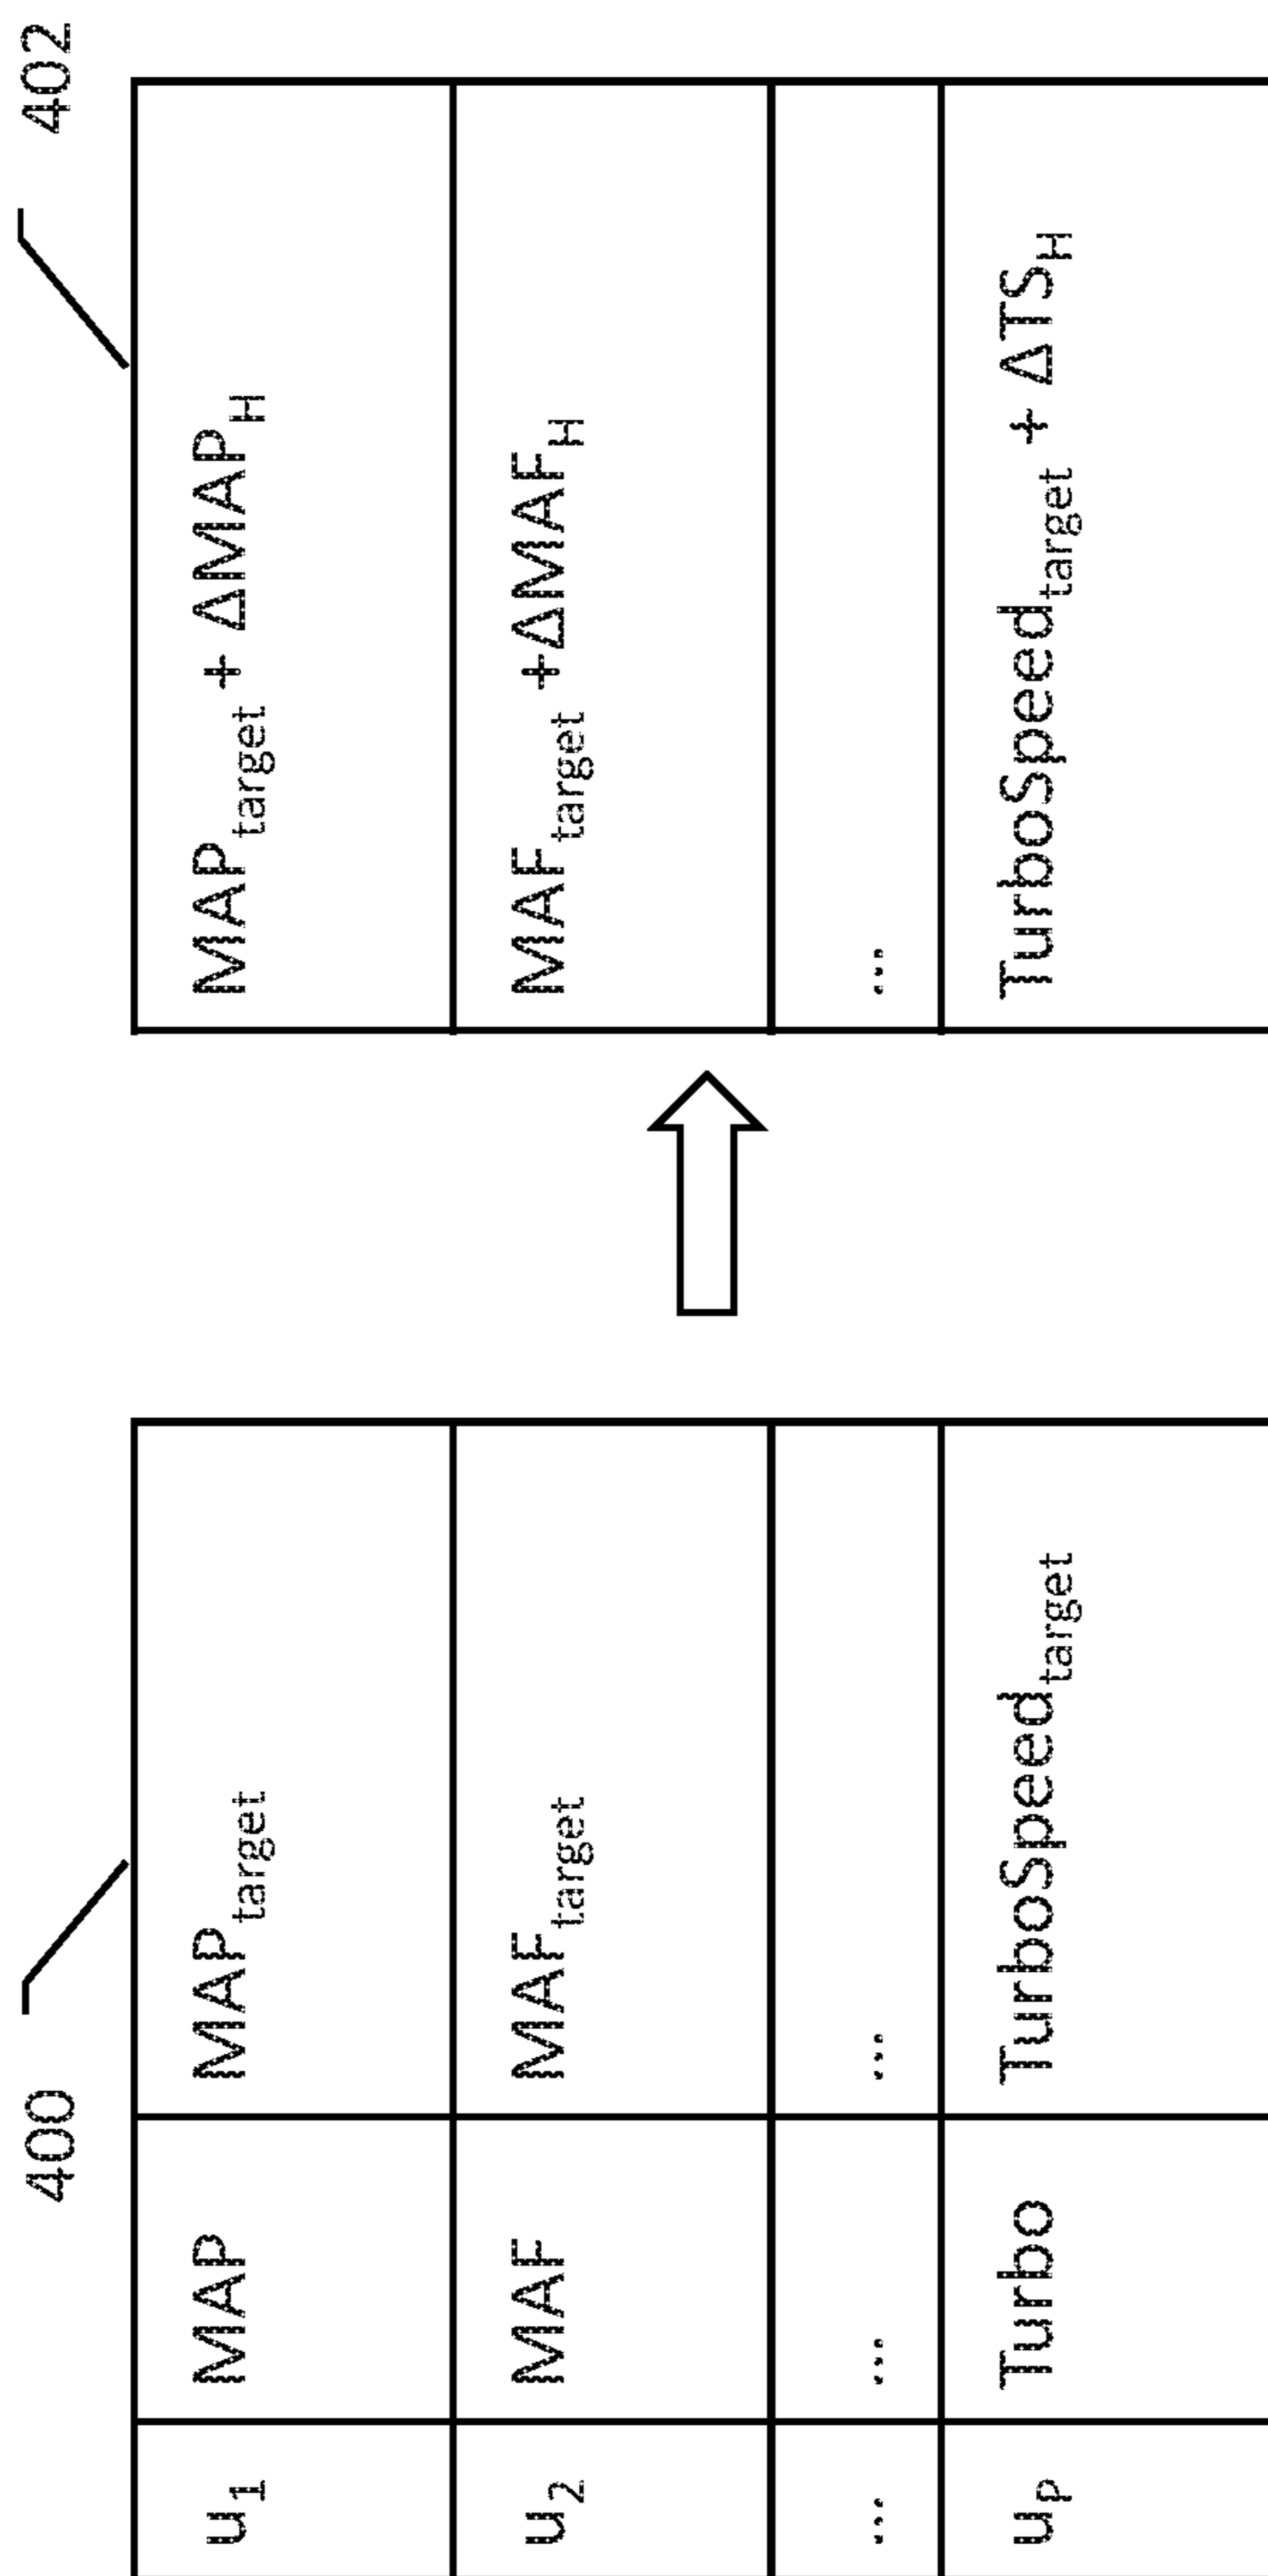 400
402
u1 MAP MAPtarget MAPtarget + ΔMAPH
u2 MAF MAFtarget MAFtarget +ΔMAFH
... ... ... ...
uP Turbo TurboSpeedtarget TurboSpeedtarget + ΔTSH